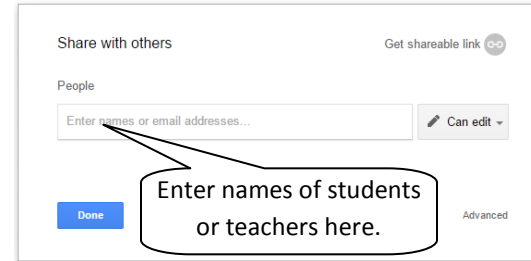 Share with others
Get shareable link
People
Enter names or email addresses...
Can edit
Enter names of students
or teachers here.
Done
Advanced